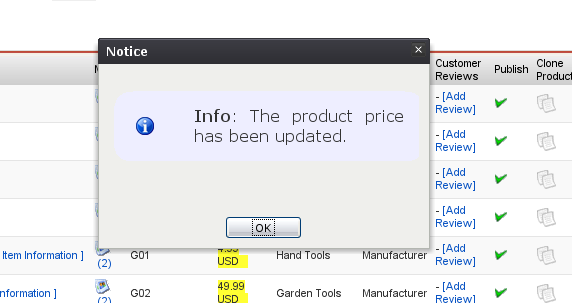 Notice
Customer
Reviews
Publish
Clone
Product
Info: The product price
has been updated.
OK
- [Add
Review]
- [Add
Review]
- [Add
Review]
- [Add
Review]
Item Information ]
(2)
G01
4.99
USD
Hand Tools
Manufacturer
- [Add
Review]
nformation ]
(2)
G02
49.99
USD
Garden Tools
Manufacturer
- [Add
Review]